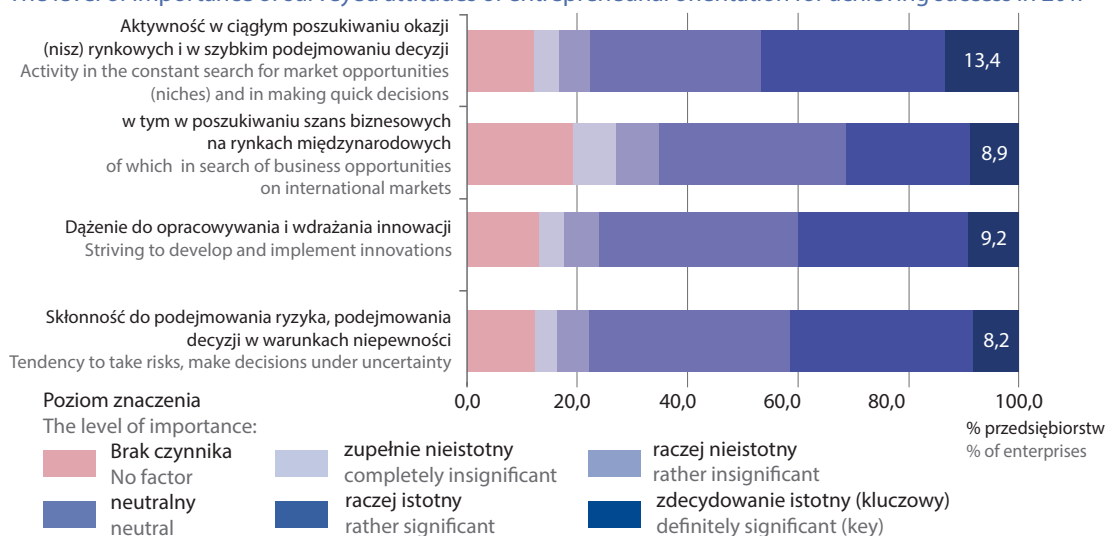 Aktywność w ciągłym poszukiwaniu okazji
(nisz) rynkowych i w szybkim podejmowaniu decyzji
Activity in the constant search for market opportunities
(niches) and in making quick decisions
13,4
w tym w poszukiwaniu szans biznesowych
na rynkach międzynarodowych
of which in search of business opportunities
on international markets
8,9
Dążenie do opracowywania i wdrażania innowacji
Striving to develop and implement innovations
9,2
Skłonność do podejmowania ryzyka, podejmowania
decyzji w warunkach niepewności
Tendency to take risks, make decisions under uncertainty
8,2
0,0 20,0 40,0 60,0 80,0 100,0
% przedsiębiorstw
% of enterprises
Poziom znaczenia
The level of importance:
Brak czynnika
No factor
zupełnie nieistotny
completely insignificant
raczej nieistotny
rather insignificant
neutralny
neutral
raczej istotny
rather significant
zdecydowanie istotny (kluczowy)
definitely significant (key)